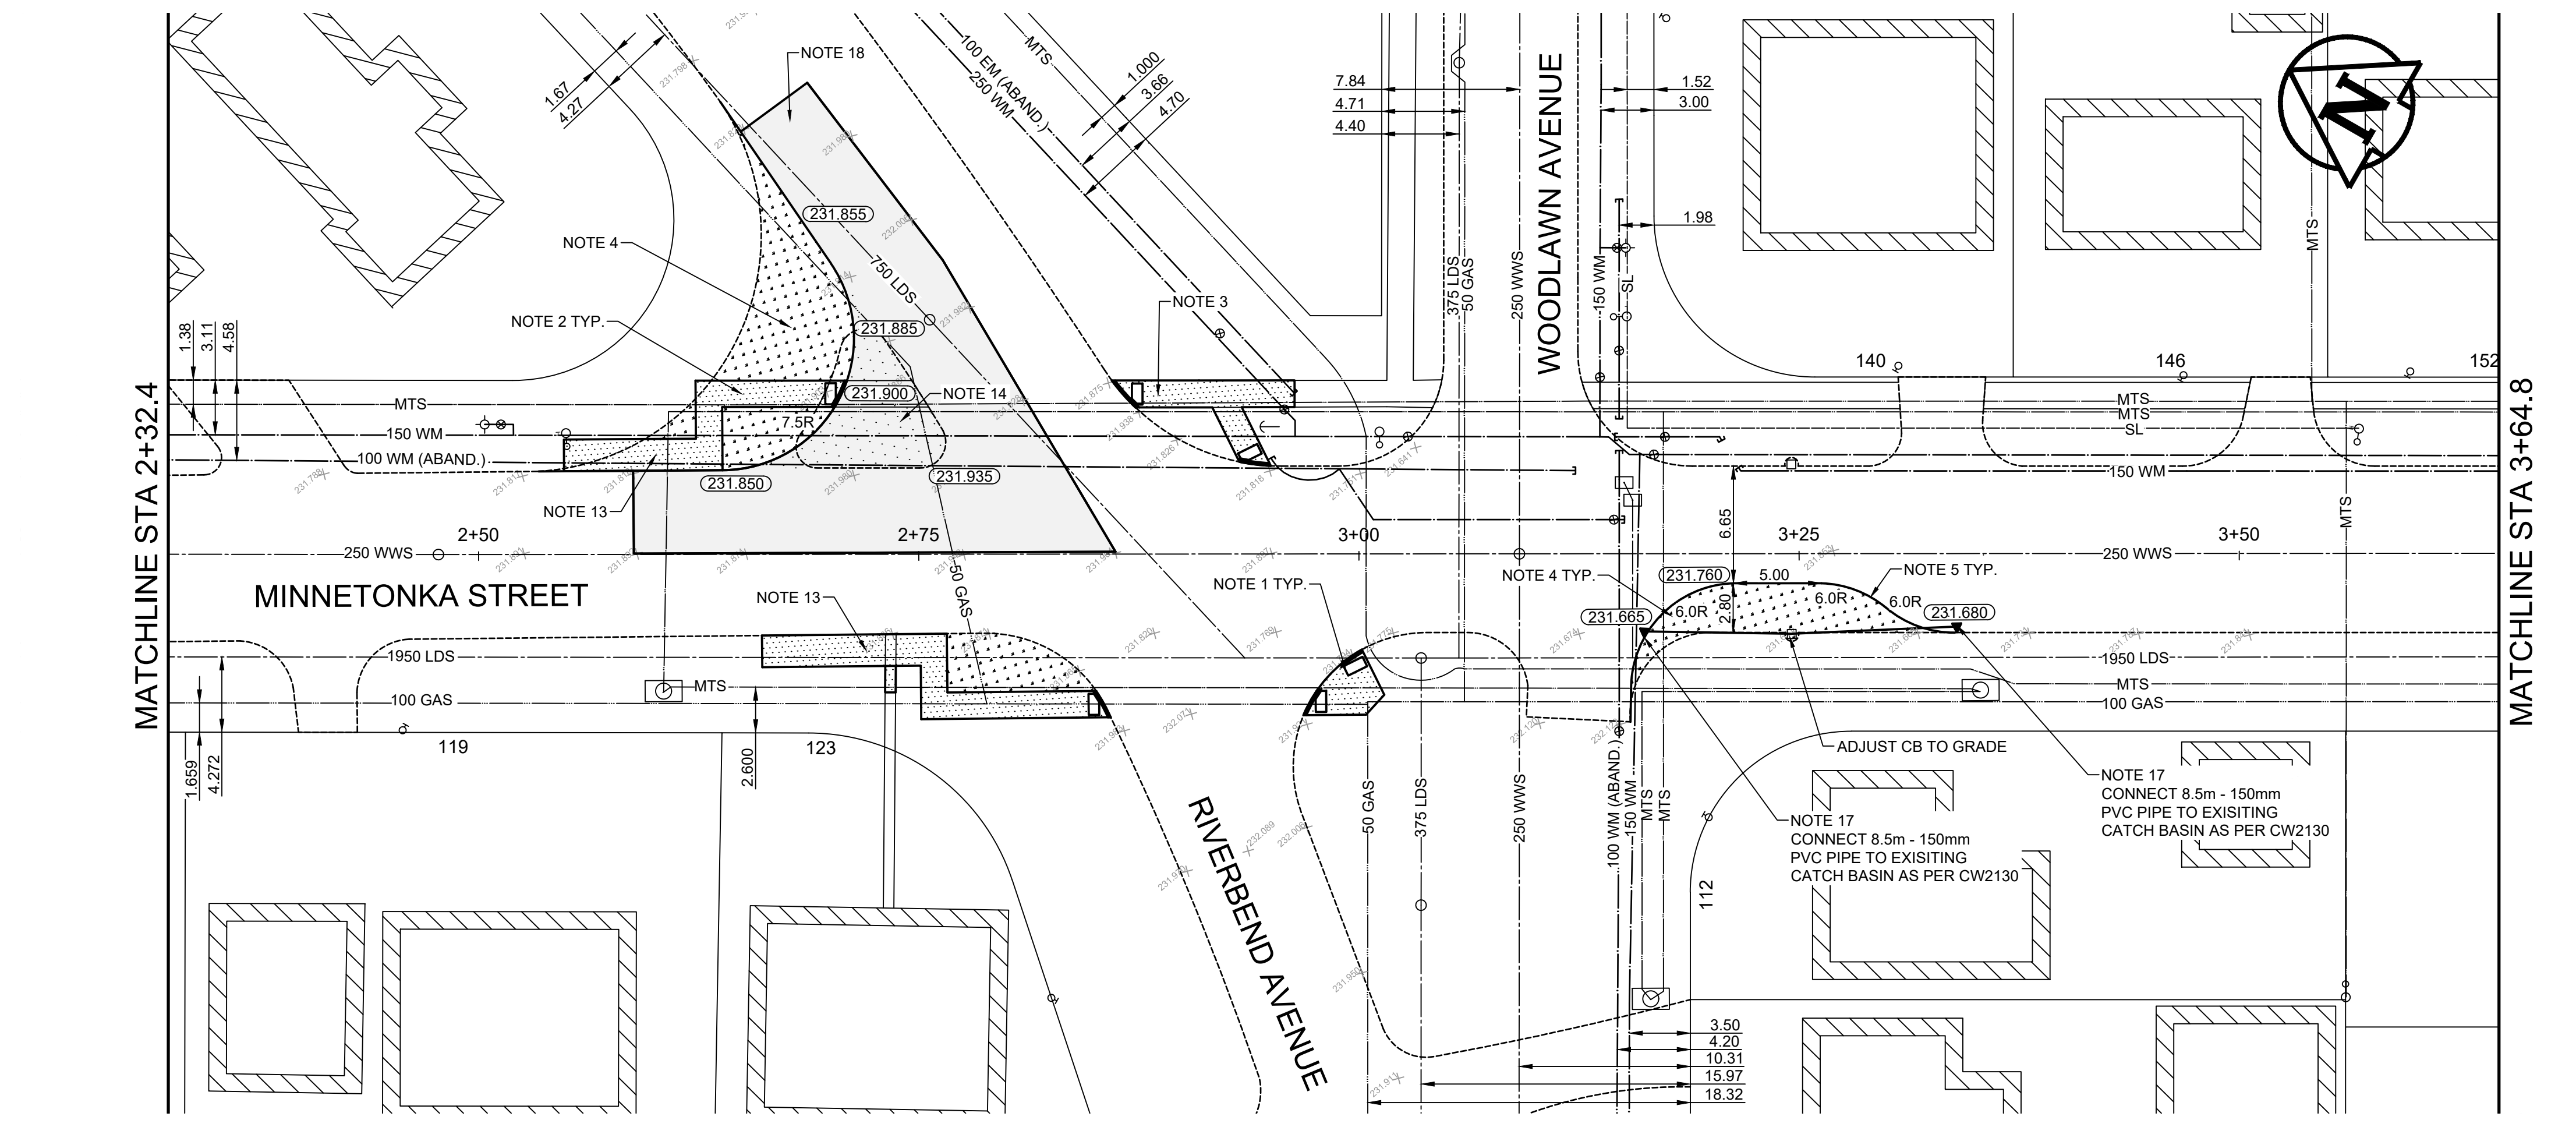 NOTE 18
1.67
4.27
MTS
100 EM (ABAND.)
250 WM
1.000
3.66
4.70
7.84
4.71
4.40
WOODLAWN AVENUE
1.52
3.00
1.98
N
231.855
NOTE 4
750 LDS
375 LDS
50 GAS
250 WWS
150 WM
SL
MTS
NOTE 2 TYP.
231.885
NOTE 3
1.38
3.11
4.58
140
146
152
231.900
NOTE 14
MTS
7.5R
150 WM
100 WM (ABAND.)
MTS
MTS
SL
150 WM
231.850
231.935
NOTE 13
MTS
6.65
MATCHLINE STA 2+32.4
MATCHLINE STA 3+64.8
2+50
2+75
3+00
3+25
3+50
250 WWS
250 WWS
MINNETONKA STREET
50 GAS
NOTE 13
NOTE 1 TYP.
NOTE 4 TYP.
231.760
5.00
NOTE 5 TYP.
231.665
6.0R
2.80
6.0R
6.0R
231.680
1950 LDS
MTS
100 GAS
1950 LDS
MTS
100 GAS
119
123
1.659
4.272
2.600
ADJUST CB TO GRADE
NOTE 17
CONNECT 8.5m - 150mm
PVC PIPE TO EXISITING
CATCH BASIN AS PER CW2130
NOTE 17
CONNECT 8.5m - 150mm
PVC PIPE TO EXISITING
CATCH BASIN AS PER CW2130
RIVERBEND AVENUE
50 GAS
375 LDS
250 WWS
100 WM (ABAND.)
150 WM
MTS
MTS
112
3.50
4.20
10.31
15.97
18.32